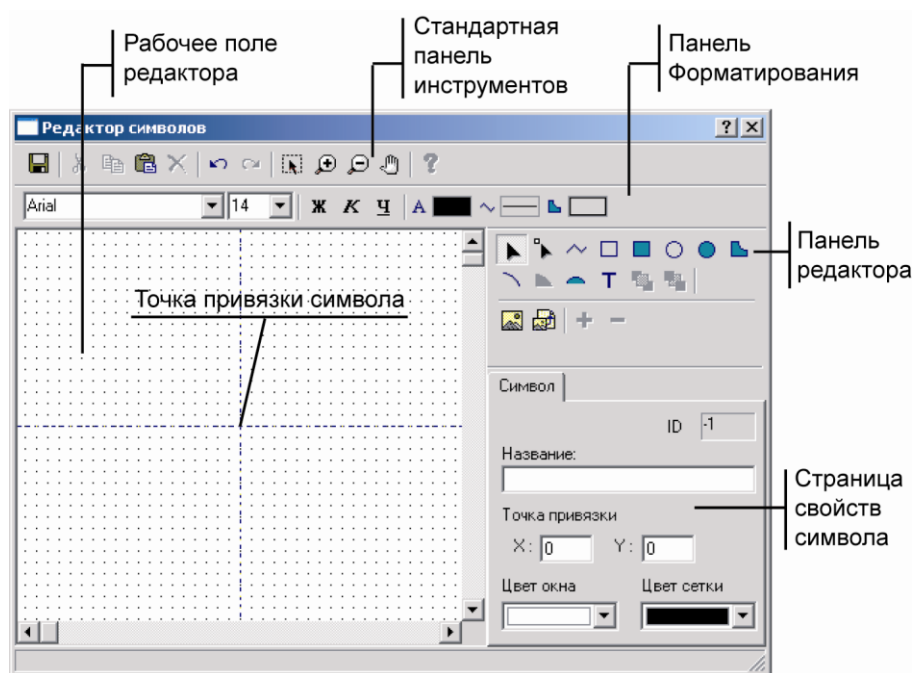 Рабочее поле
редактора
Стандартная
панель
инструментов
Панель
Форматирования
Редактор символов
Arial
14
Ж К Ч А
Точка привязки символа
T
Панель
редактора
Символ
ID -1
Название:
Точка привязки
X: 0 Y: 0
Цвет окна Цвет сетки
Страница
свойств
символа